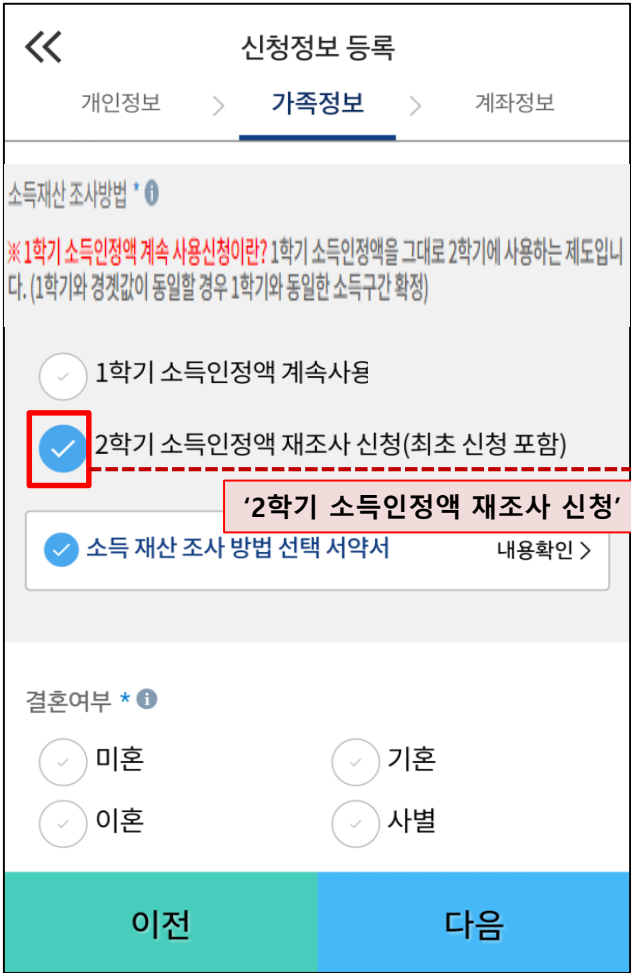 신청정보 등록
개인정보 > 가족정보 > 계좌정보
소득재산 조사방법 *
※ 1학기 소득인정액 계속 사용신청이란? 1학기 소득인정액을 그대로 2학기에 사용하는 제도입니
다. (1학기와 경곗값이 동일할 경우 1학기와 동일한 소득구간 확정)
1학기 소득인정액 계속사용
2학기 소득인정액 재조사 신청(최초 신청 포함)
‘2학기 소득인정액 재조사 신청’
소득 재산 조사 방법 선택 서약서 내용확인 >
결혼여부 *
미혼 기혼
이혼 사별
이전 다음